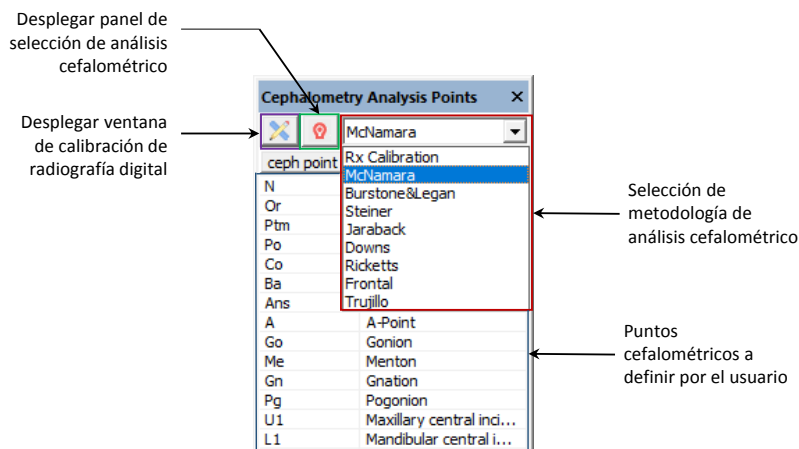 Desplegar panel de
selección de análisis
cefalométrico
Desplegar ventana
de calibración de
radiografía digital
Cephalometry Analysis Points
McNamara
ceph point
Rx Calibration
McNamara
Burstone&Legan
Steiner
Jaraback
Downs
Ricketts
Frontal
Trujillo
N
Or
Ptm
Po
Co
Ba
Ans
A A-Point
Go Gonion
Me Menton
Gn Gnation
Pg Pogonion
U1 Maxillary central inci...
L1 Mandibular central i...
Selección de
metodología de
análisis cefalométrico
Puntos
cefalométricos a
definir por el usuario